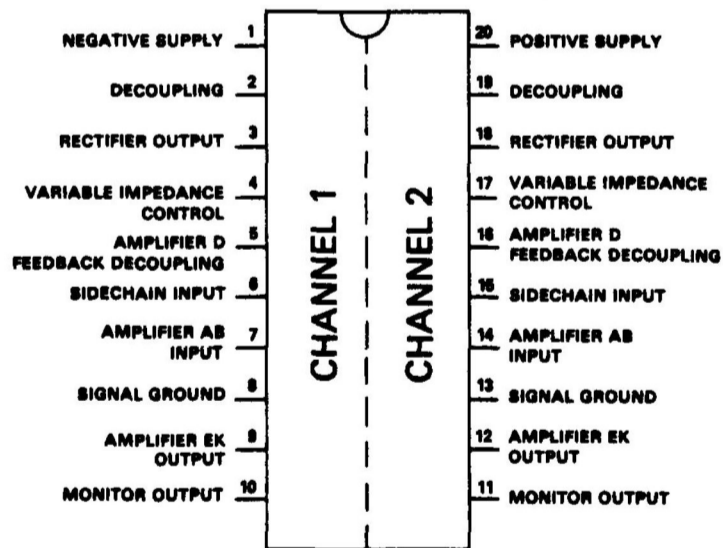 NEGATIVE SUPPLY 1
DECOUPLING 2
RECTIFIER OUTPUT 3
VARIABLE IMPEDANCE 4
CONTROL
AMPLIFIER D 5
FEEDBACK DECOUPLING
SIDECHAIN INPUT 6
AMPLIFIER AB 7
INPUT
SIGNAL GROUND 8
AMPLIFIER EK 9
OUTPUT
MONITOR OUTPUT 10
CHANNEL 1
CHANNEL 2
20 POSITIVE SUPPLY
19 DECOUPLING
18 RECTIFIER OUTPUT
17 VARIABLE IMPEDANCE
CONTROL
16 AMPLIFIER D
FEEDBACK DECOUPLING
15 SIDECHAIN INPUT
14 AMPLIFIER AB
INPUT
13 SIGNAL GROUND
12 AMPLIFIER EK
OUTPUT
11 MONITOR OUTPUT